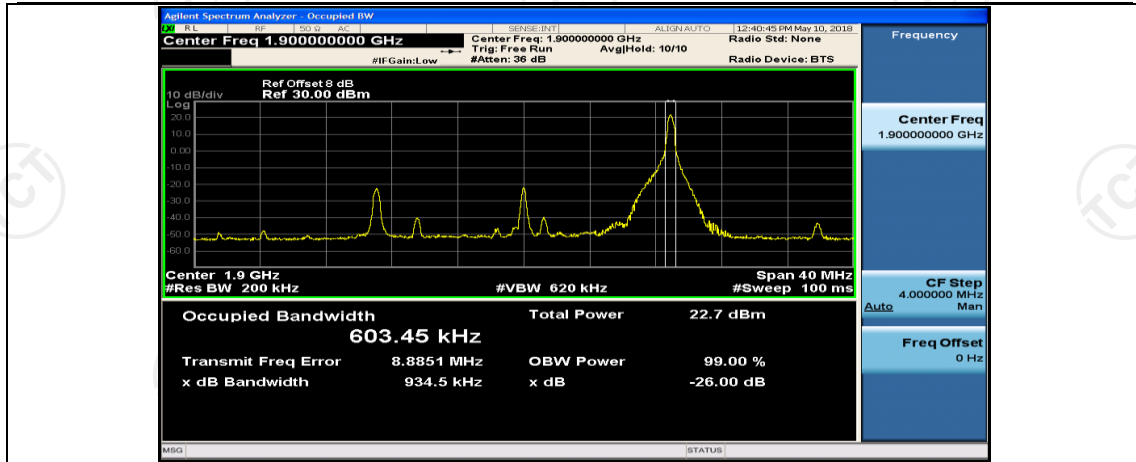 Agilent Spectrum Analyzer - Occupied BW
LXI RL RF 50 Ω AC SENSE:INT ALIGN AUTO 12:40:45 PM May 10, 2018
Center Freq 1.900000000 GHz Center Freq: 1.900000000 GHz Radio Std: None
Trig: Free Run Avg|Hold: 10/10
#IFGain:Low #Atten: 36 dB Radio Device: BTS
Ref Offset 8 dB
10 dB/div Ref 30.00 dBm
Log
20.0
10.0
0.00
-10.0
-20.0
-30.0
-40.0
-50.0
-60.0
Center 1.9 GHz Span 40 MHz
#Res BW 200 kHz #VBW 620 kHz #Sweep 100 ms
Occupied Bandwidth Total Power 22.7 dBm
603.45 kHz
Transmit Freq Error 8.8851 MHz OBW Power 99.00 %
x dB Bandwidth 934.5 kHz x dB -26.00 dB
MSG STATUS
Frequency
Center Freq
1.900000000 GHz
CF Step
4.000000 MHz
Auto Man
Freq Offset
0 Hz
TCT